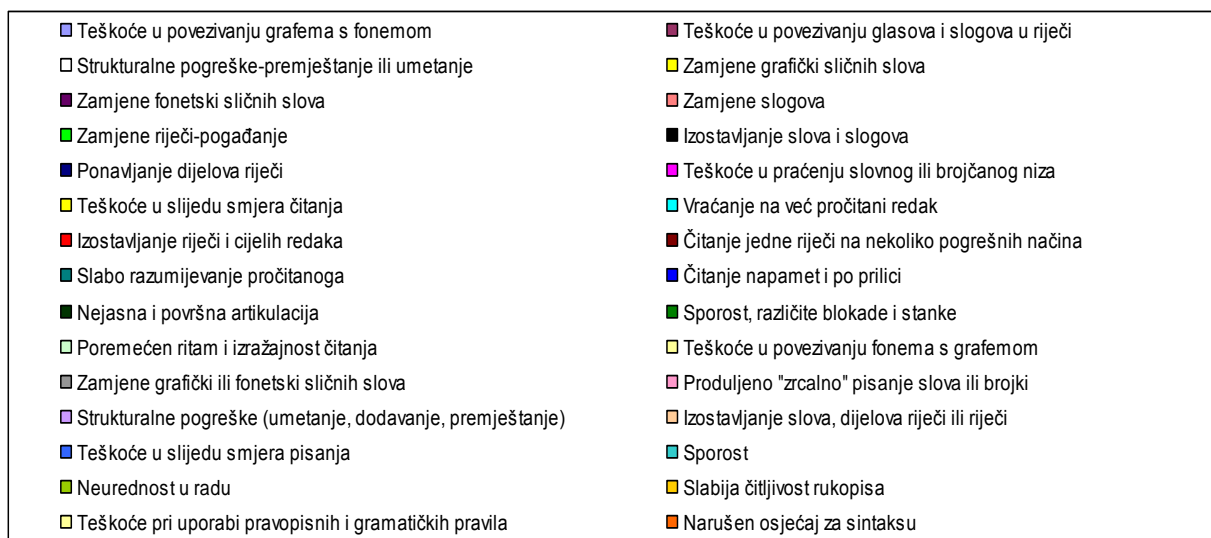 Teškoće u povezivanju grafema s fonemom
Teškoće u povezivanju glasova i slogova u riječi
Strukturalne pogreške-premještanje ili umetanje
Zamjene grafički sličnih slova
Zamjene fonetski sličnih slova
Zamjene slogova
Zamjene riječi-pogađanje
Izostavljanje slova i slogova
Ponavljanje dijelova riječi
Teškoće u praćenju slovnog ili brojčanog niza
Teškoće u slijedu smjera čitanja
Vraćanje na već pročitani redak
Izostavljanje riječi i cijelih redaka
Čitanje jedne riječi na nekoliko pogrešnih načina
Slabo razumijevanje pročitanoga
Čitanje napamet i po prilici
Nejasna i površna artikulacija
Sporost, različite blokade i stanke
Poremećen ritam i izražajnost čitanja
Teškoće u povezivanju fonema s grafemom
Zamjene grafički ili fonetski sličnih slova
Produljeno "zrcalno" pisanje slova ili brojki
Strukturalne pogreške (umetanje, dodavanje, premještanje)
Izostavljanje slova, dijelova riječi ili riječi
Teškoće u slijedu smjera pisanja
Sporost
Neurednost u radu
Slabija čitljivost rukopisa
Teškoće pri uporabi pravopisnih i gramatičkih pravila
Narušen osjećaj za sintaksu